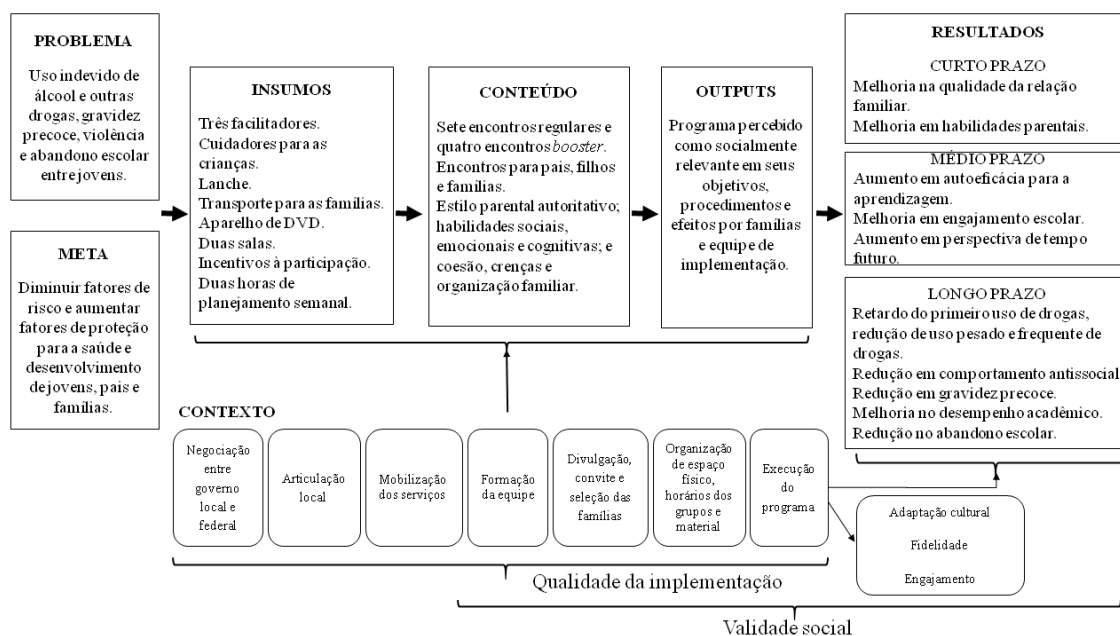 PROBLEMA
Uso indevido de
álcool e outras
drogas, gravidez
precoce, violência
e abandono escolar
entre jovens.
META
Diminuir fatores de
risco e aumentar
fatores de proteção
para a saúde e
desenvolvimento
de jovens, pais e
famílias.
INSUMOS
Três facilitadores.
Cuidadores para as
crianças.
Lanche.
Transporte para as famílias.
Aparelho de DVD.
Duas salas.
Incentivos à participação.
Duas horas de
planejamento semanal.
CONTEÚDO
Sete encontros regulares e
quatro encontros booster.
Encontros para pais, filhos
e famílias.
Estilo parental autoritativo;
habilidades sociais,
emocionais e cognitivas; e
coesão, crenças e
organização familiar.
OUTPUTS
Programa percebido
como socialmente
relevante em seus
objetivos,
procedimentos e
efeitos por famílias
e equipe de
implementação.
RESULTADOS
CURTO PRAZO
Melhoria na qualidade da relação
familiar.
Melhoria em habilidades parentais.
MÉDIO PRAZO
Aumento em autoeficácia para a
aprendizagem.
Melhoria em engajamento escolar.
Aumento em perspectiva de tempo
futuro.
LONGO PRAZO
Retardo do primeiro uso de drogas,
redução de uso pesado e frequente de
drogas.
Redução em comportamento antissocial
Redução em gravidez precoce.
Melhoria no desempenho acadêmico.
Redução no abandono escolar.
CONTEXTO
Negociação
entre
governo
local e
federal
Articulação
local
Mobilização
dos serviços
Formação
da equipe
Divulgação,
convite e
seleção das
famílias
Organização
de espaço
físico,
horários dos
grupos e
material
Execução
do
programa
Adaptação cultural
Fidelidade
Engajamento
Qualidade da implementação
Validade social